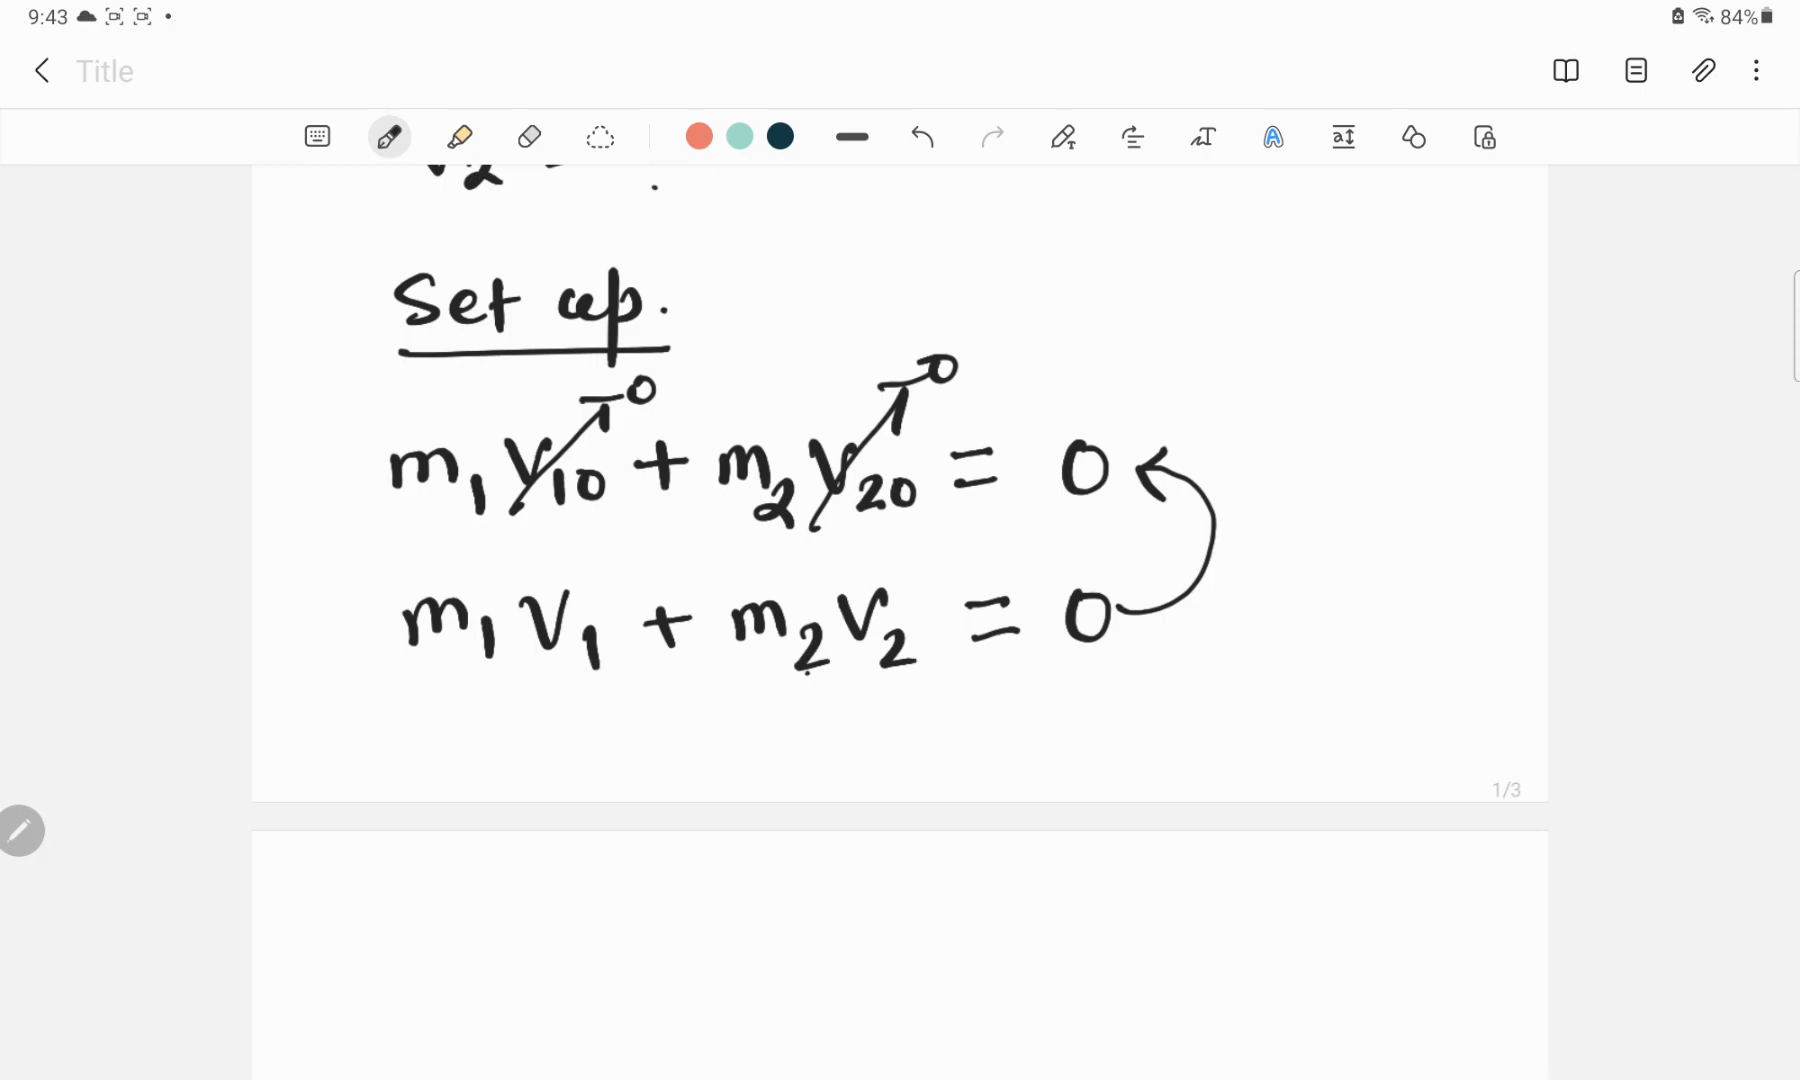 9:43
84%
Title
V2 = .
Set up.
0 0
m1 V10 + m2 V20 = 0
m1 V1 + m2 V2 = 0
1/3